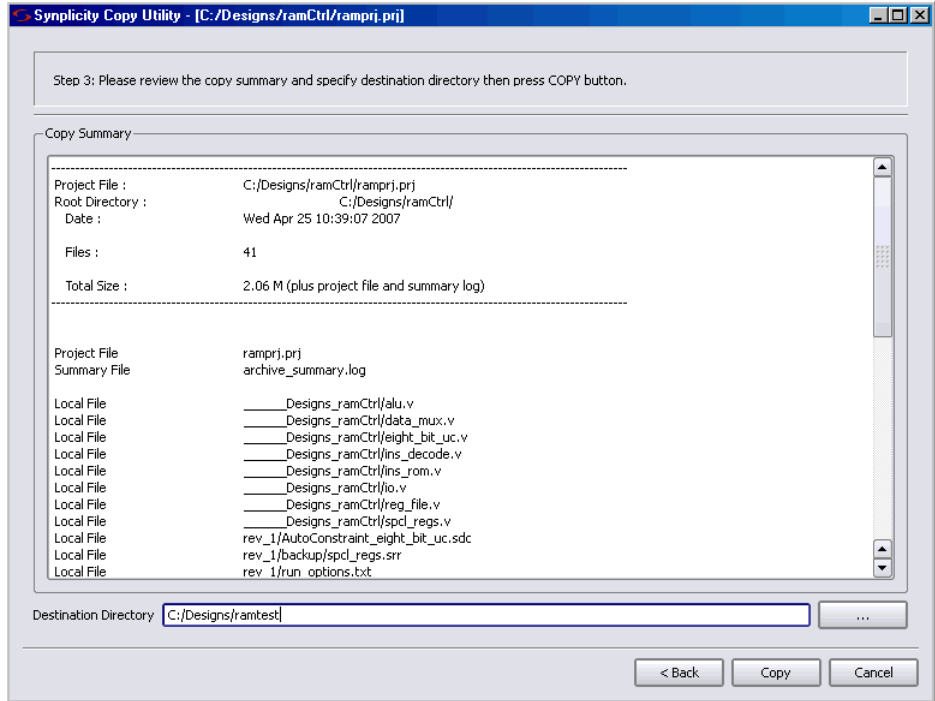 Synplicity Copy Utility - [C:/Designs/ramCtrl/ramprj.prj]
Step 3: Please review the copy summary and specify destination directory then press COPY button.
Copy Summary
------------------------------------------------------------------------
Project File : C:/Designs/ramCtrl/ramprj.prj
Root Directory : C:/Designs/ramCtrl/
Date : Wed Apr 25 10:39:07 2007
Files : 41
Total Size : 2.06 M (plus project file and summary log)
------------------------------------------------------------------------
Project File ramprj.prj
Summary File archive_summary.log
Local File ______Designs_ramCtrl/alu.v
Local File ______Designs_ramCtrl/data_mux.v
Local File ______Designs_ramCtrl/eight_bit_uc.v
Local File ______Designs_ramCtrl/ins_decode.v
Local File ______Designs_ramCtrl/ins_rom.v
Local File ______Designs_ramCtrl/io.v
Local File ______Designs_ramCtrl/reg_file.v
Local File ______Designs_ramCtrl/spcl_regs.v
Local File rev_1/AutoConstraint_eight_bit_uc.sdc
Local File rev_1/backup/spcl_regs.srr
Local File rev_1/run_options.txt
Destination Directory C:/Designs/ramtest ...
< Back Copy Cancel